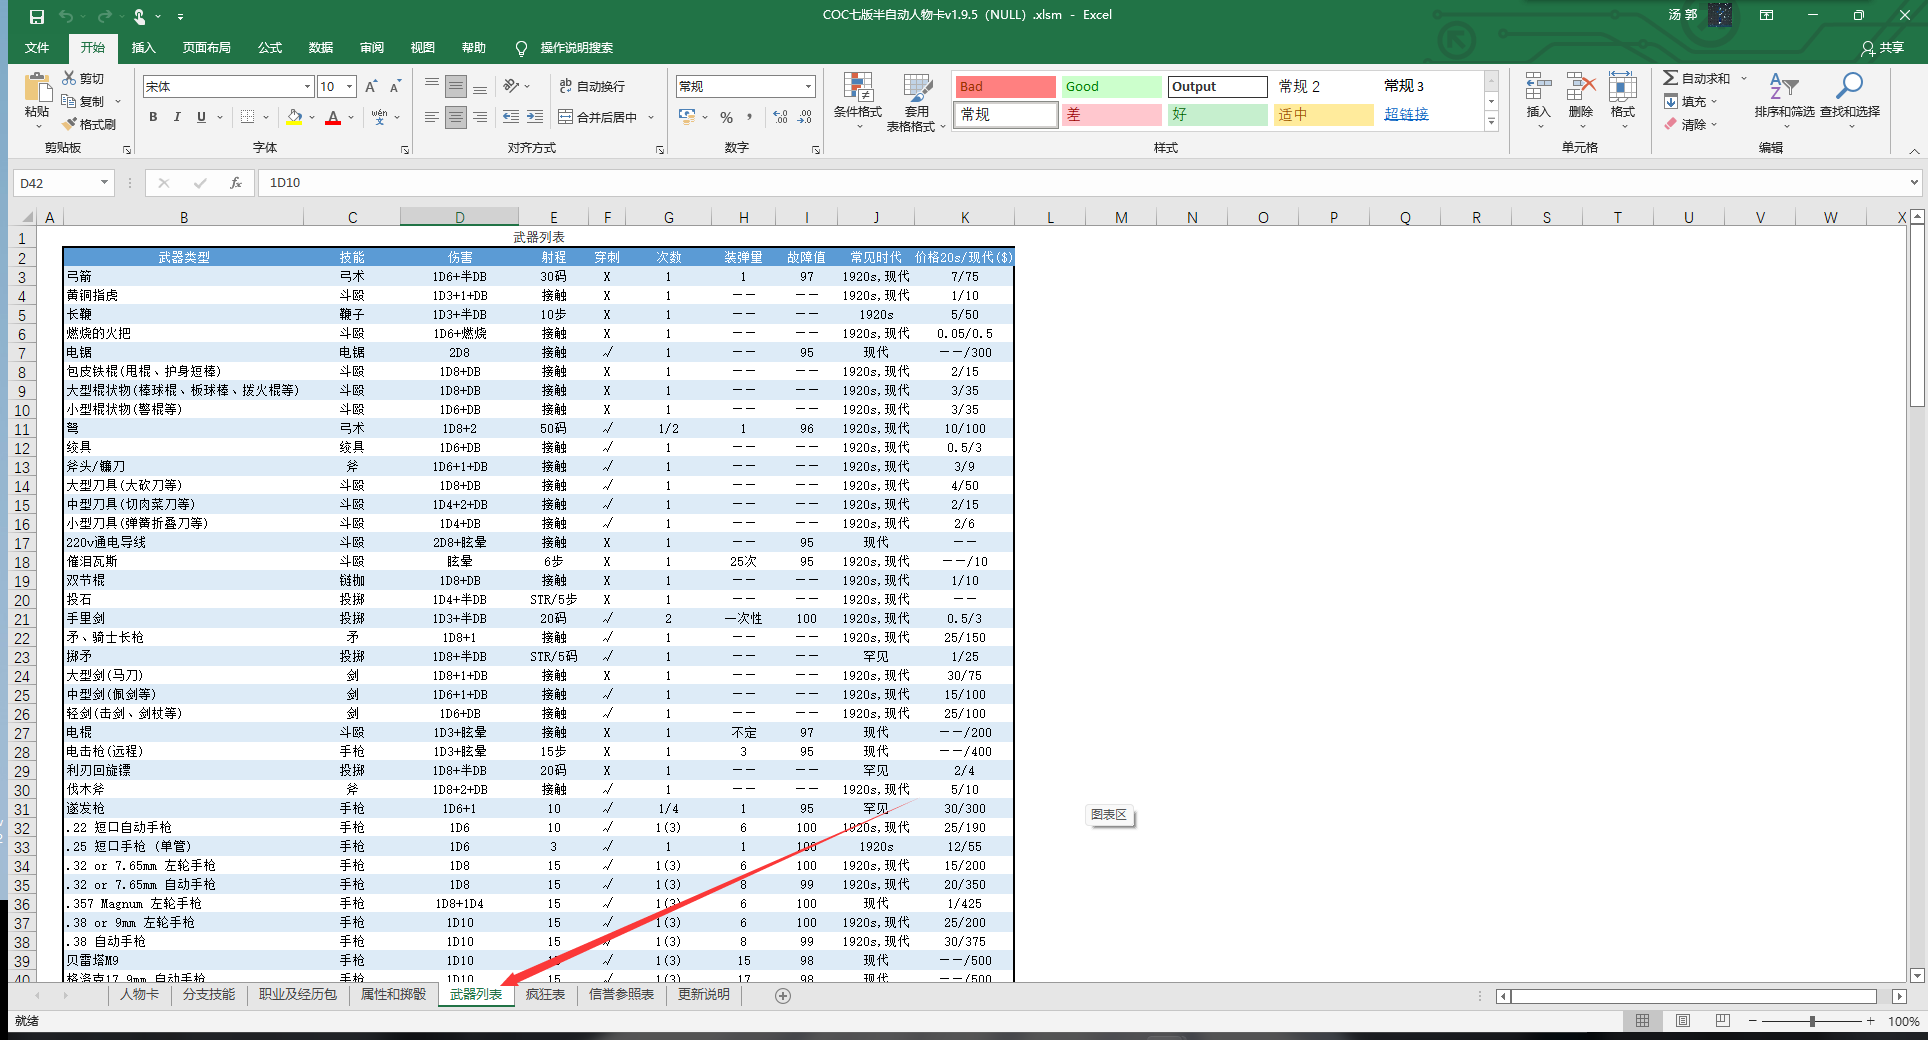 COC七版半自动人物卡v1.9.5（NULL）.xlsm - Excel
汤 郭
文件 开始 插入 页面布局 公式 数据 审阅 视图 帮助 操作说明搜索 共享
粘贴 剪切 复制 格式刷 剪贴板
宋体 10 B I U A wén 文 字体
自动换行 合并后居中 对齐方式
常规 % 数字
条件格式 套用 表格格式
Bad Good Output 常规 2 常规 3
常规 差 好 适中 超链接
样式
插入 删除 格式 单元格
自动求和 填充 清除 排序和筛选 查找和选择 编辑
D42 fx 1D10
A B C D E F G H I J K L M N O P Q R S T U V W X
1 武器列表
2 武器类型 技能 伤害 射程 穿刺 次数 装弹量 故障值 常见时代 价格20s/现代($)
3 弓箭 弓术 1D6+半DB 30码 X 1 1 97 1920s,现代 7/75
4 黄铜指虎 斗殴 1D3+1+DB 接触 X 1 －－ －－ 1920s,现代 1/10
5 长鞭 鞭子 1D3+半DB 10步 X 1 －－ －－ 1920s 5/50
6 燃烧的火把 斗殴 1D6+燃烧 接触 X 1 －－ －－ 1920s,现代 0.05/0.5
7 电锯 电锯 2D8 接触 √ 1 －－ 95 现代 －－/300
8 包皮铁棍(甩棍、护身短棒) 斗殴 1D8+DB 接触 X 1 －－ －－ 1920s,现代 2/15
9 大型棍状物(棒球棍、板球棒、拨火棍等) 斗殴 1D8+DB 接触 X 1 －－ －－ 1920s,现代 3/35
10 小型棍状物(警棍等) 斗殴 1D6+DB 接触 X 1 －－ －－ 1920s,现代 3/35
11 弩 弓术 1D8+2 50码 √ 1/2 1 96 1920s,现代 10/100
12 绞具 绞具 1D6+DB 接触 √ 1 －－ －－ 1920s,现代 0.5/3
13 斧头/镰刀 斧 1D6+1+DB 接触 √ 1 －－ －－ 1920s,现代 3/9
14 大型刀具(大砍刀等) 斗殴 1D8+DB 接触 √ 1 －－ －－ 1920s,现代 4/50
15 中型刀具(切肉菜刀等) 斗殴 1D4+2+DB 接触 √ 1 －－ －－ 1920s,现代 2/15
16 小型刀具(弹簧折叠刀等) 斗殴 1D4+DB 接触 √ 1 －－ －－ 1920s,现代 2/6
17 220v通电导线 斗殴 2D8+眩晕 接触 X 1 －－ 95 现代 －－
18 催泪瓦斯 斗殴 眩晕 6步 X 1 25次 95 1920s,现代 －－/10
19 双节棍 链枷 1D8+DB 接触 X 1 －－ －－ 1920s,现代 1/10
20 投石 投掷 1D4+半DB STR/5步 X 1 －－ －－ 1920s,现代 －－
21 手里剑 投掷 1D3+半DB 20码 √ 2 一次性 100 1920s,现代 0.5/3
22 矛、骑士长枪 矛 1D8+1 接触 √ 1 －－ －－ 1920s,现代 25/150
23 掷矛 投掷 1D8+半DB STR/5码 √ 1 －－ －－ 罕见 1/25
24 大型剑(马刀) 剑 1D8+1+DB 接触 X 1 －－ －－ 1920s,现代 30/75
25 中型剑(佩剑等) 剑 1D6+1+DB 接触 √ 1 －－ －－ 1920s,现代 15/100
26 轻剑(击剑、剑杖等) 剑 1D6+DB 接触 √ 1 －－ －－ 1920s,现代 25/100
27 电棍 斗殴 1D3+眩晕 接触 X 1 不定 97 现代 －－/200
28 电击枪(远程) 手枪 1D3+眩晕 15步 X 1 3 95 现代 －－/400
29 利刃回旋镖 投掷 1D8+半DB 20码 X 1 －－ －－ 罕见 2/4
30 伐木斧 斧 1D8+2+DB 接触 √ 1 －－ －－ 1920s,现代 5/10
31 遂发枪 手枪 1D6+1 10 √ 1/4 1 95 罕见 30/300
32 .22 短口自动手枪 手枪 1D6 10 √ 1(3) 6 100 1920s,现代 25/190
33 .25 短口手枪 (单管) 手枪 1D6 3 √ 1 1 100 1920s 12/55
34 .32 or 7.65mm 左轮手枪 手枪 1D8 15 √ 1(3) 6 100 1920s,现代 15/200
35 .32 or 7.65mm 自动手枪 手枪 1D8 15 √ 1(3) 8 99 1920s,现代 20/350
36 .357 Magnum 左轮手枪 手枪 1D8+1D4 15 √ 1(3) 6 100 现代 1/425
37 .38 or 9mm 左轮手枪 手枪 1D10 15 √ 1(3) 6 100 1920s,现代 25/200
38 .38 自动手枪 手枪 1D10 15 √ 1(3) 8 99 1920s,现代 30/375
39 贝雷塔M9 手枪 1D10 15 √ 1(3) 15 98 现代 －－/500
40 格洛克17 9mm 自动手枪 手枪 1D10 15 √ 1(3) 17 98 现代 －－/500
图表区
人物卡 分支技能 职业及经历包 属性和掷骰 武器列表 疯狂表 信誉参照表 更新说明
就绪 100%